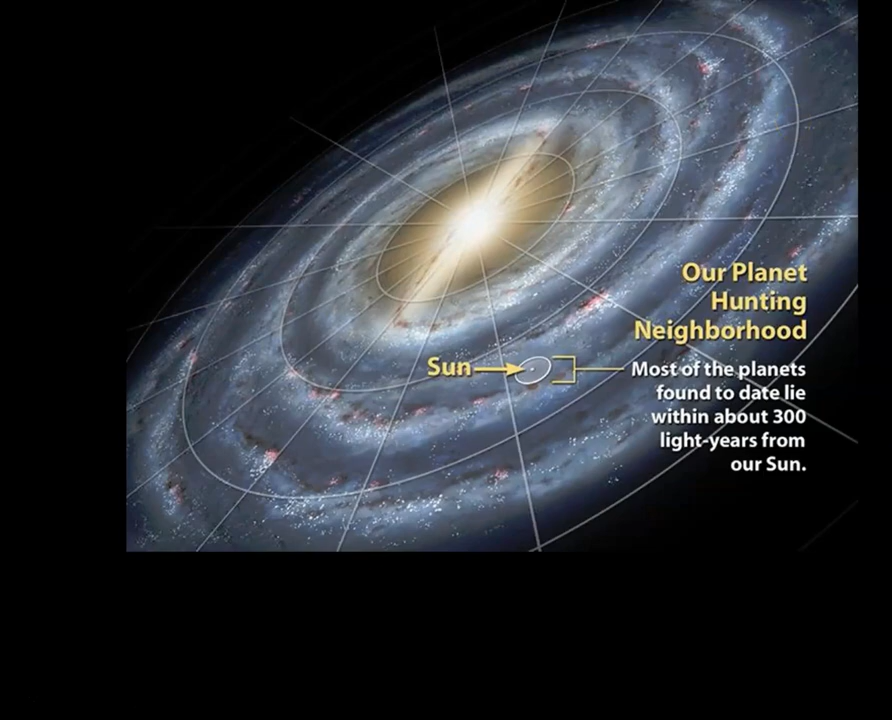 Our Planet
Hunting
Neighborhood
Sun
Most of the planets
found to date lie
within about 300
light-years from
our Sun.